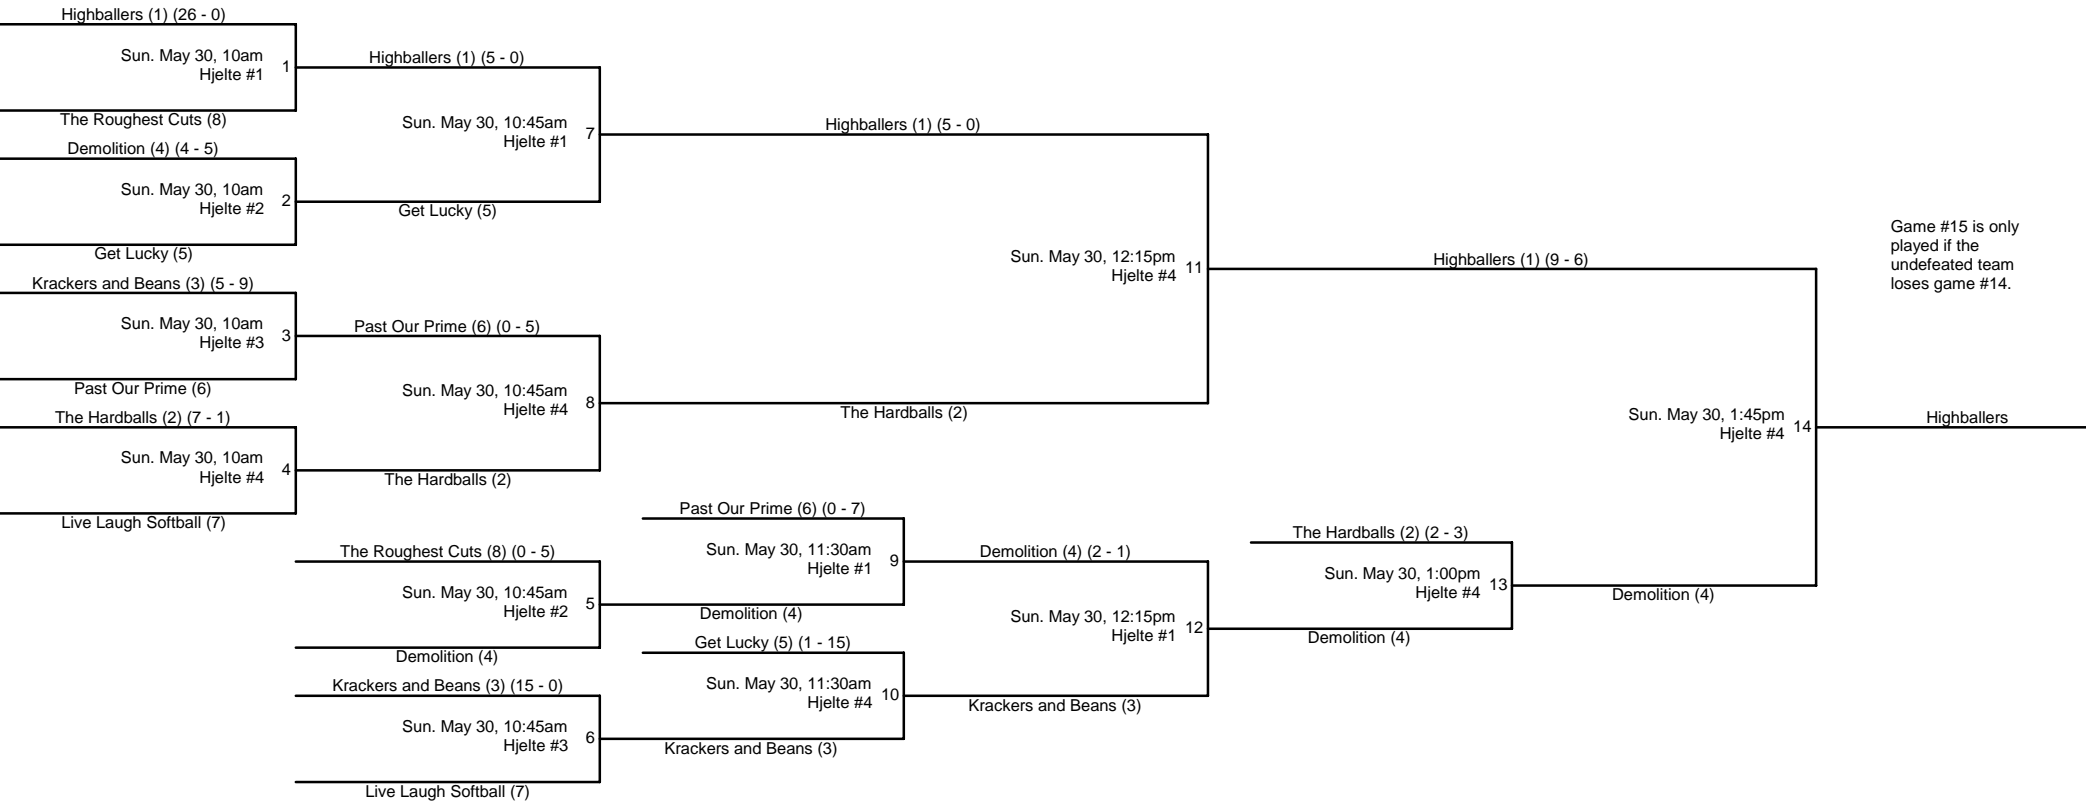 Highballers (1) (26 - 0)
Sun. May 30, 10am
Hjelte #1
1
The Roughest Cuts (8)
Demolition (4) (4 - 5)
Sun. May 30, 10am
Hjelte #2
2
Get Lucky (5)
Krackers and Beans (3) (5 - 9)
Sun. May 30, 10am
Hjelte #3
3
Past Our Prime (6)
The Hardballs (2) (7 - 1)
Sun. May 30, 10am
Hjelte #4
4
Live Laugh Softball (7)
Highballers (1) (5 - 0)
Sun. May 30, 10:45am
Hjelte #1
7
Get Lucky (5)
Past Our Prime (6) (0 - 5)
Sun. May 30, 10:45am
Hjelte #4
8
The Hardballs (2)
The Roughest Cuts (8) (0 - 5)
Sun. May 30, 10:45am
Hjelte #2
5
Demolition (4)
Krackers and Beans (3) (15 - 0)
Sun. May 30, 10:45am
Hjelte #3
6
Live Laugh Softball (7)
Highballers (1) (5 - 0)
Sun. May 30, 12:15pm
Hjelte #4
11
The Hardballs (2)
Past Our Prime (6) (0 - 7)
Sun. May 30, 11:30am
Hjelte #1
9
Demolition (4)
Get Lucky (5) (1 - 15)
Sun. May 30, 11:30am
Hjelte #4
10
Krackers and Beans (3)
Demolition (4) (2 - 1)
Sun. May 30, 12:15pm
Hjelte #1
12
Krackers and Beans (3)
Highballers (1) (9 - 6)
Sun. May 30, 1:45pm
Hjelte #4
14
The Hardballs (2) (2 - 3)
Sun. May 30, 1:00pm
Hjelte #4
13
Demolition (4)
Demolition (4)
Game #15 is only
played if the
undefeated team
loses game #14.
Highballers